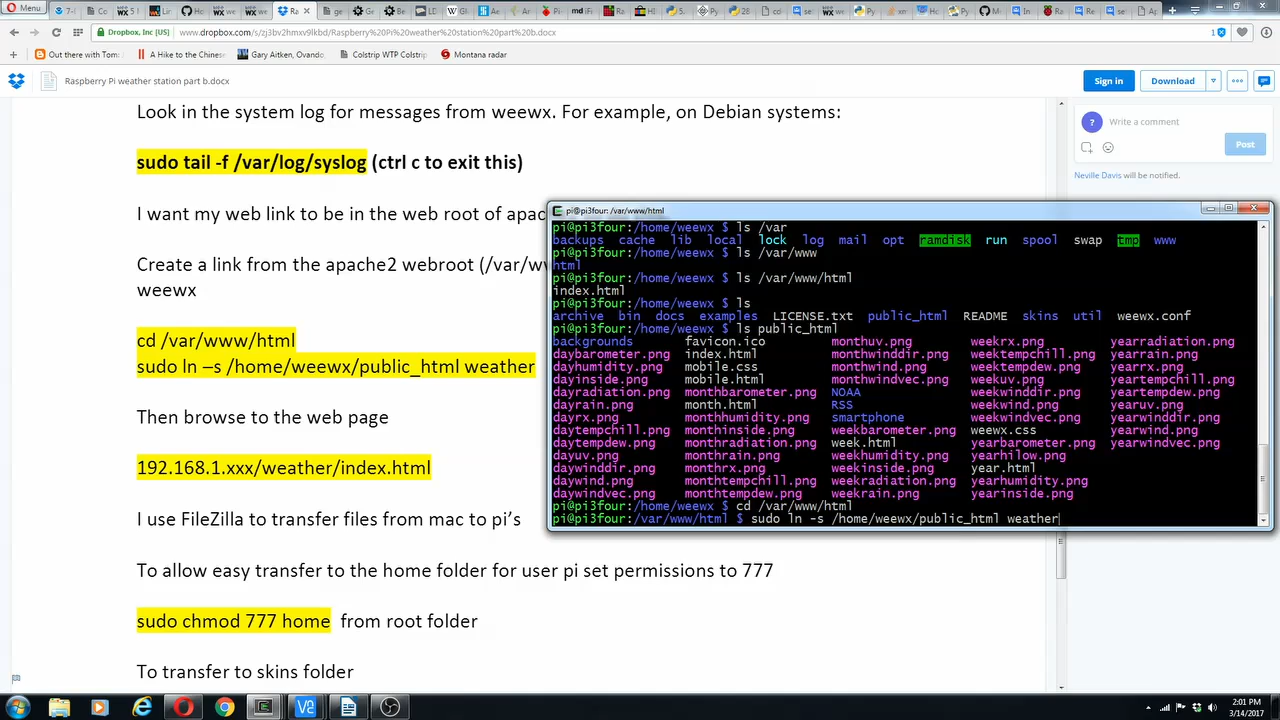 Menu
Dropbox, Inc [US]
www.dropbox.com/s/zj3bv2hmxv9lkbd/Raspberry%20Pi%20weather%20station%20part%20b.docx
1
Out there with Tom:
A Hike to the Chinese
Gary Aitken, Ovando,
Colstrip WTP Colstrip,
Montana radar
Raspberry Pi weather station part b.docx
Sign in
Download
Look in the system log for messages from weewx. For example, on Debian systems:
sudo tail -f /var/log/syslog (ctrl c to exit this)
I want my web link to be in the web root of apac
Create a link from the apache2 webroot (/var/ww
weewx
cd /var/www/html
sudo ln –s /home/weewx/public_html weather
Then browse to the web page
192.168.1.xxx/weather/index.html
I use FileZilla to transfer files from mac to pi’s
To allow easy transfer to the home folder for user pi set permissions to 777
sudo chmod 777 home from root folder
To transfer to skins folder
?
Write a comment
Post
Neville Davis will be notified.
pi@pi3four: /var/www/html
pi@pi3four:/home/weewx $ ls /var
backups cache lib local lock log mail opt ramdisk run spool swap tmp www
pi@pi3four:/home/weewx $ ls /var/www
html
pi@pi3four:/home/weewx $ ls /var/www/html
index.html
pi@pi3four:/home/weewx $ ls
archive bin docs examples LICENSE.txt public_html README skins util weewx.conf
pi@pi3four:/home/weewx $ ls public_html
backgrounds favicon.ico monthuv.png weekrx.png yearradiation.png
daybarometer.png index.html monthwinddir.png weektempchill.png yearrain.png
dayhumidity.png mobile.css monthwind.png weektempdew.png yearrx.png
dayinside.png mobile.html monthwindvec.png weekuv.png yeartempchill.png
dayradiation.png monthbarometer.png NOAA weekwinddir.png yeartempdew.png
dayrain.png month.html RSS weekwind.png yearuv.png
dayrx.png monthhumidity.png smartphone weekwindvec.png yearwinddir.png
daytempchill.png monthinside.png weekbarometer.png weewx.css yearwind.png
daytempdew.png monthradiation.png week.html yearbarometer.png yearwindvec.png
dayuv.png monthrain.png weekhumidity.png yearhilow.png
daywinddir.png monthrx.png weekinside.png year.html
daywind.png monthtempchill.png weekradiation.png yearhumidity.png
daywindvec.png monthtempdew.png weekrain.png yearinside.png
pi@pi3four:/home/weewx $ cd /var/www/html
pi@pi3four:/var/www/html $ sudo ln -s /home/weewx/public_html weather
2:01 PM
3/14/2017